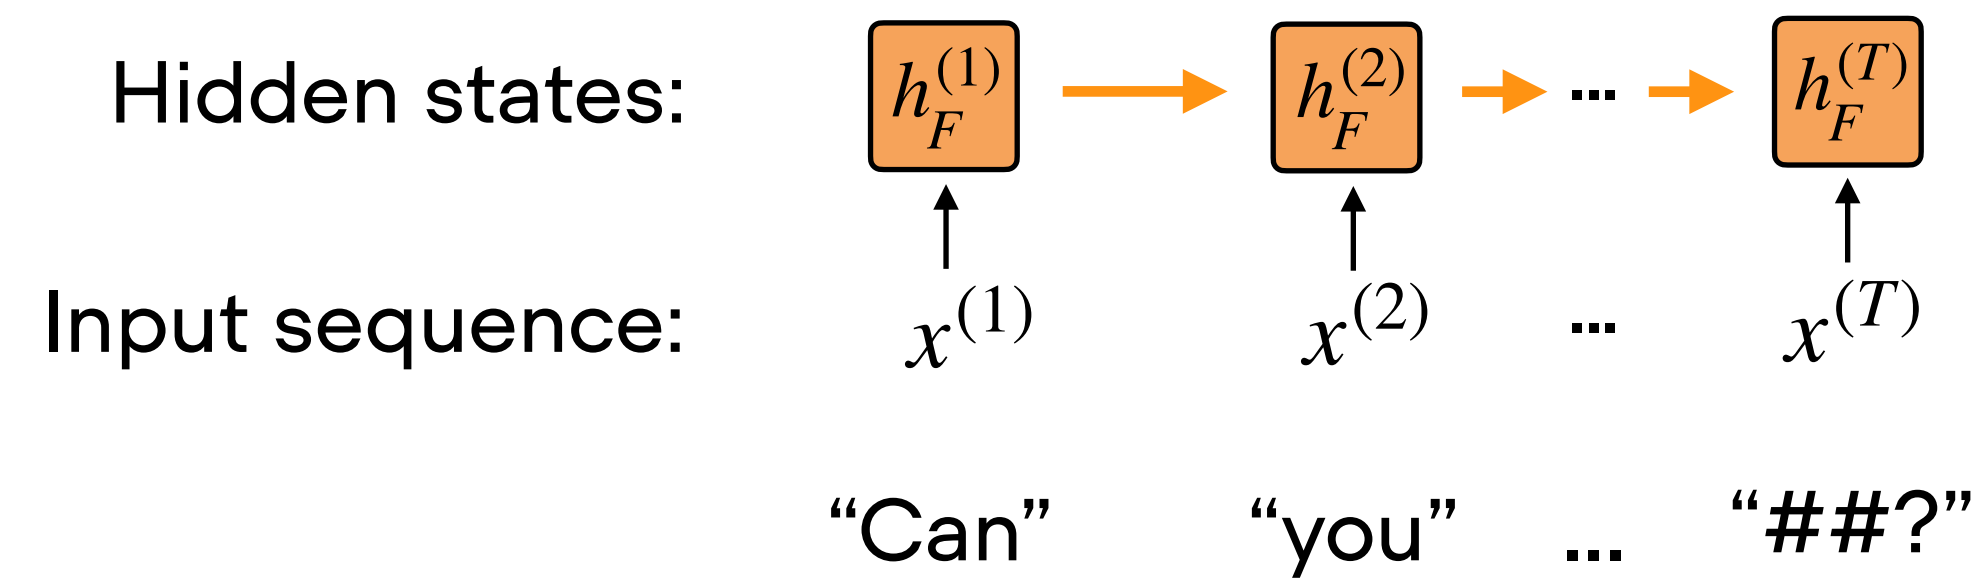 Hidden states: h_F^{(1)} h_F^{(2)} ... h_F^{(T)}
Input sequence: x^{(1)} x^{(2)} ... x^{(T)}
“Can” “you” ... “##?”